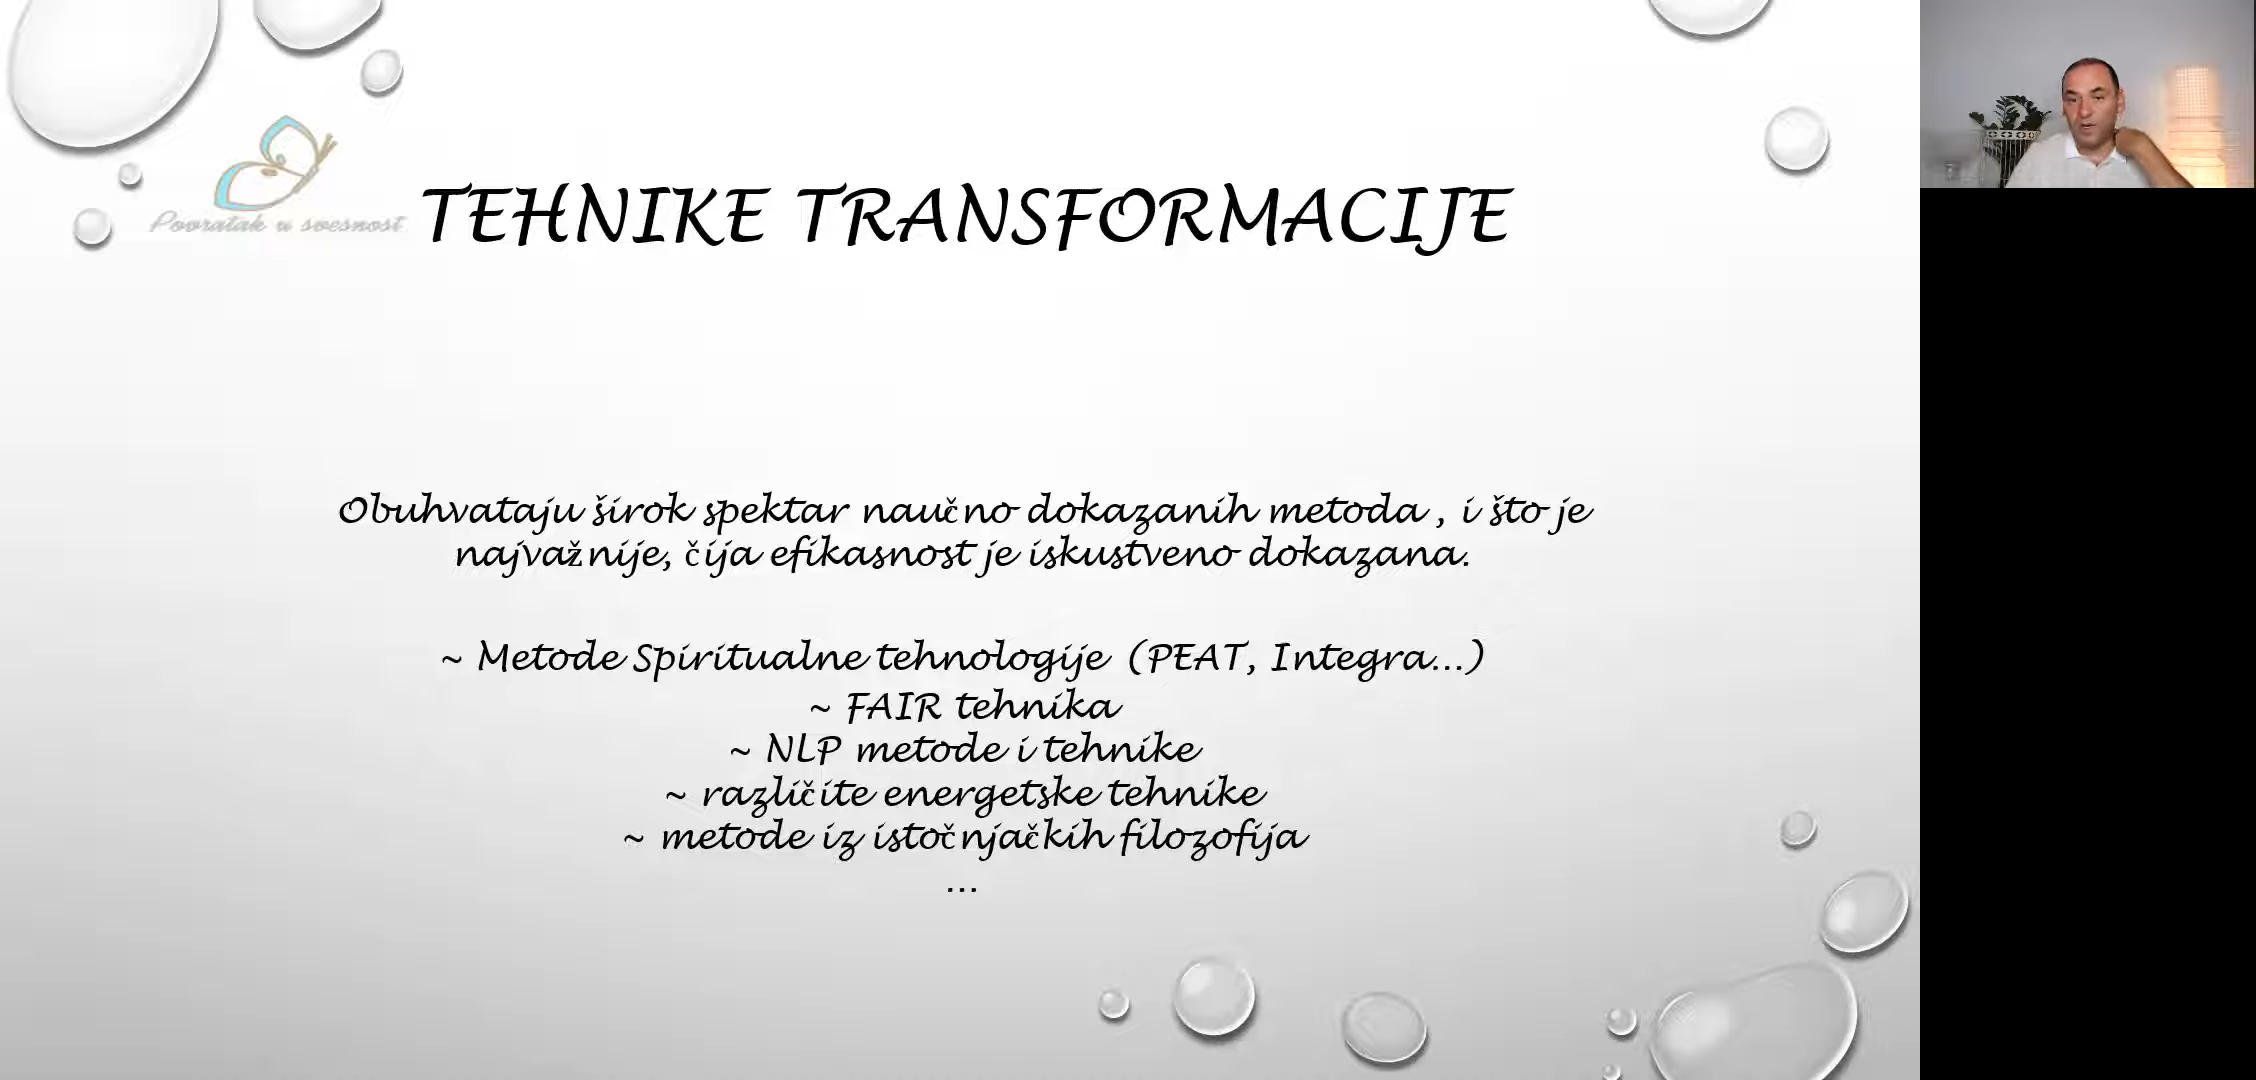 Povratak u svesnost
TEHNIKE TRANSFORMACIJE
Obuhvataju širok spektar naučno dokazanih metoda , i što je
najvažnije, čija efikasnost je iskustveno dokazana.
~ Metode Spiritualne tehnologije (PEAT, Integra...)
~ FAIR tehnika
~ NLP metode i tehnike
~ različite energetske tehnike
~ metode iz istočnjačkih filozofija
...